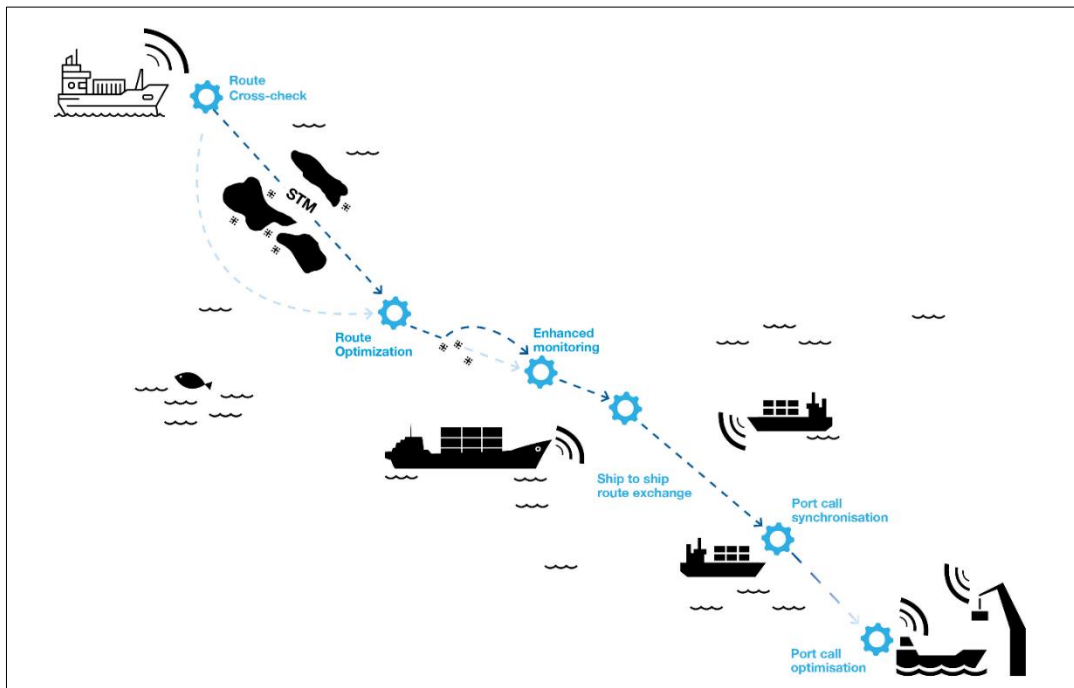 Route
Cross-check
STM
Route
Optimization
Enhanced
monitoring
Ship to ship
route exchange
Port call
synchronisation
Port call
optimisation